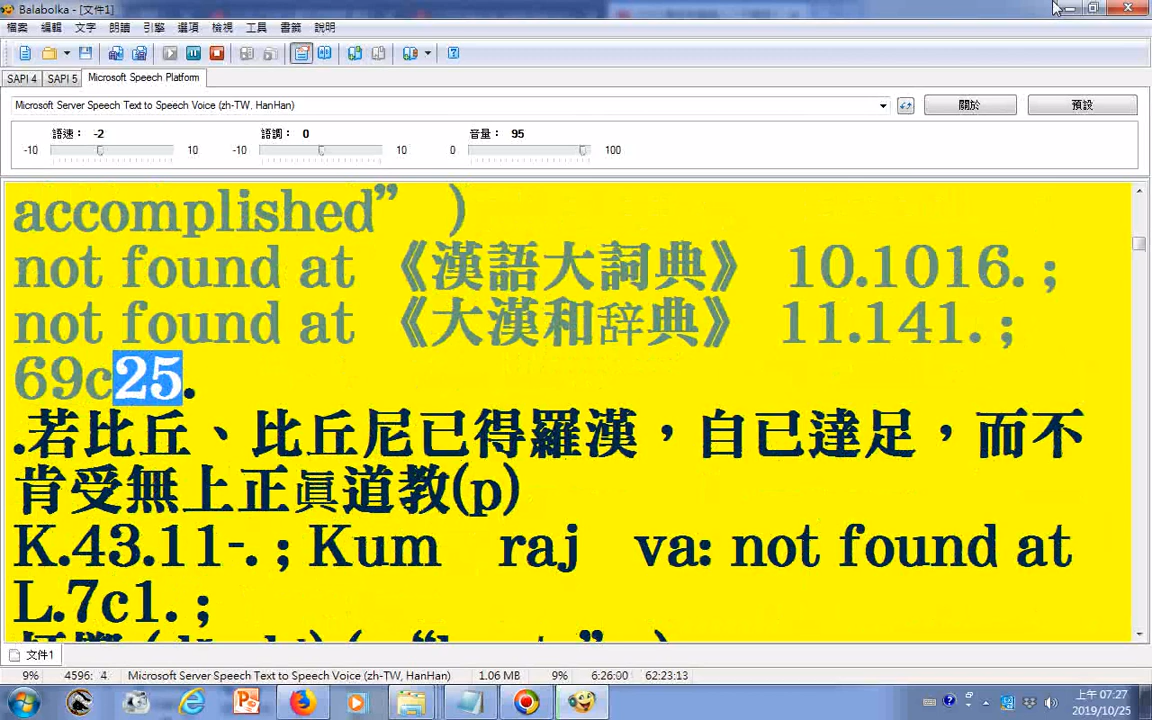 Balabolka - [文件1]
檔案 編輯 文字 朗讀 引擎 選項 檢視 工具 書籤 說明
SAPI 4 SAPI 5 Microsoft Speech Platform
Microsoft Server Speech Text to Speech Voice (zh-TW, HanHan) 關於 預設
語速： -2 語調： 0 音量： 95
-10 10 -10 10 0 100
accomplished” )
not found at 《漢語大詞典》 10.1016. ;
not found at 《大漢和辞典》 11.141. ;
69c25.
.若比丘、比丘尼已得羅漢，自已達足，而不
肯受無上正眞道教(p)
K.43.11-. ; Kum raj va: not found at
L.7c1. ;
文件1
9% 4596: 4 Microsoft Server Speech Text to Speech Voice (zh-TW, HanHan) 1.06 MB 9% 6:26:00 62:23:13
上午 07:27
2019/10/25